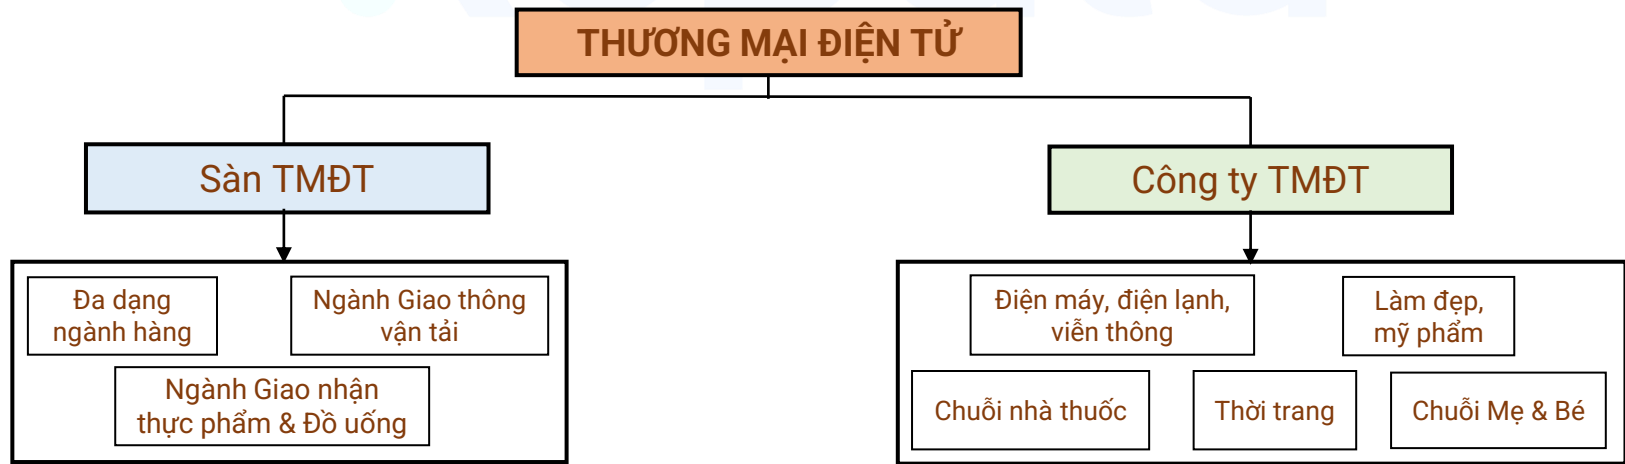 THƯƠNG MẠI ĐIỆN TỬ
Sàn TMĐT
Công ty TMĐT
Đa dạng
ngành hàng
Ngành Giao thông
vận tải
Ngành Giao nhận
thực phẩm & Đồ uống
Điện máy, điện lạnh,
viễn thông
Làm đẹp,
mỹ phẩm
Chuỗi nhà thuốc
Thời trang
Chuỗi Mẹ & Bé